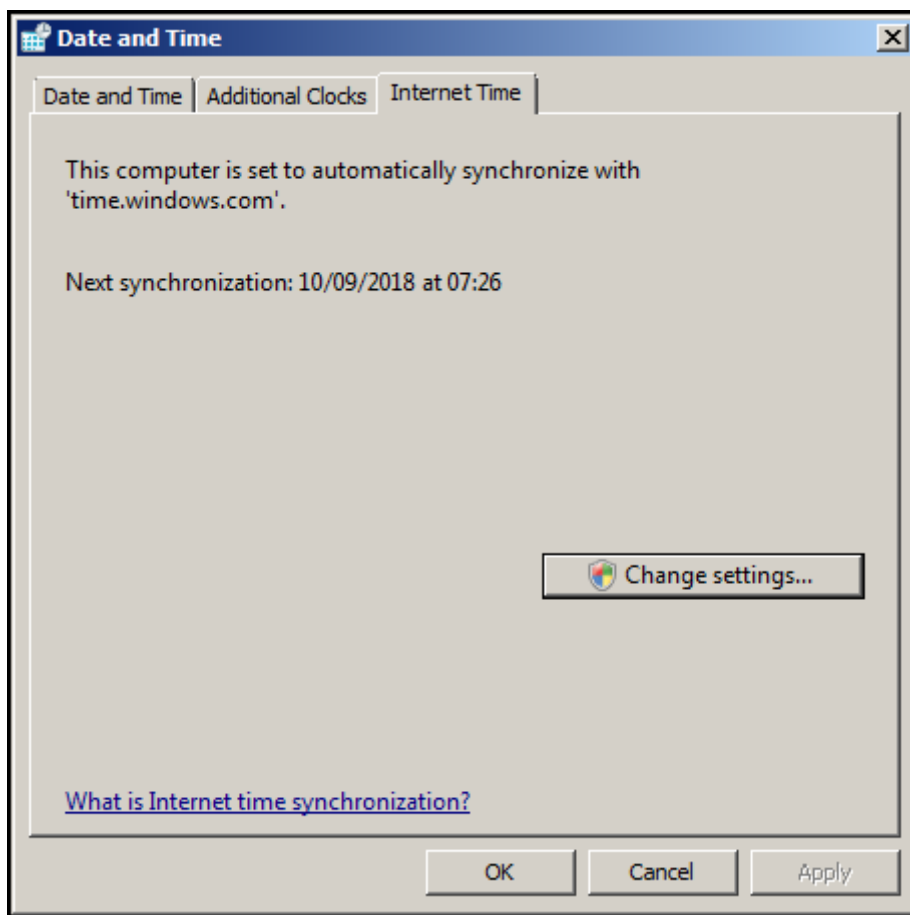 Date and Time
Date and Time
Additional Clocks
Internet Time
This computer is set to automatically synchronize with
'time.windows.com'.
Next synchronization: 10/09/2018 at 07:26
Change settings...
What is Internet time synchronization?
OK
Cancel
Apply